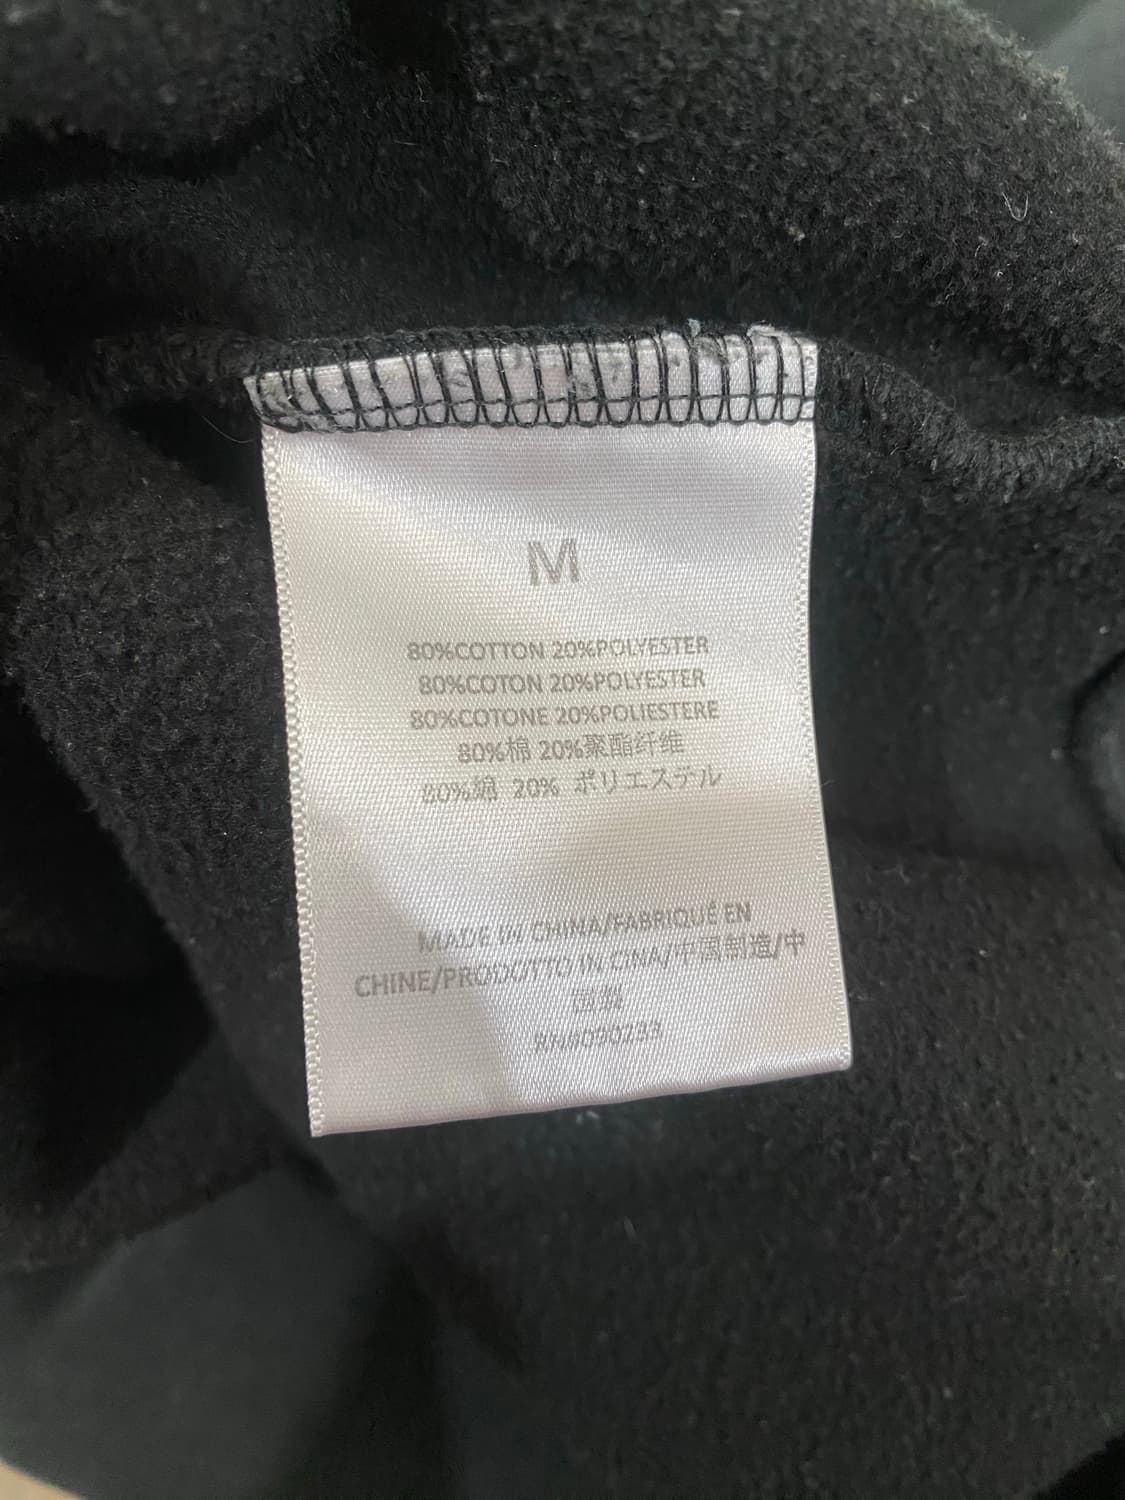 M
80%COTTON 20%POLYESTER
80%COTON 20%POLYESTER
80%COTONE 20%POLIESTERE
80%棉 20%聚酯纤维
80%綿 20% ポリエステル
MADE IN CHINA/FABRIQUÉ EN
CHINE/PRODOTTO IN CINA/中国制造/中
国製